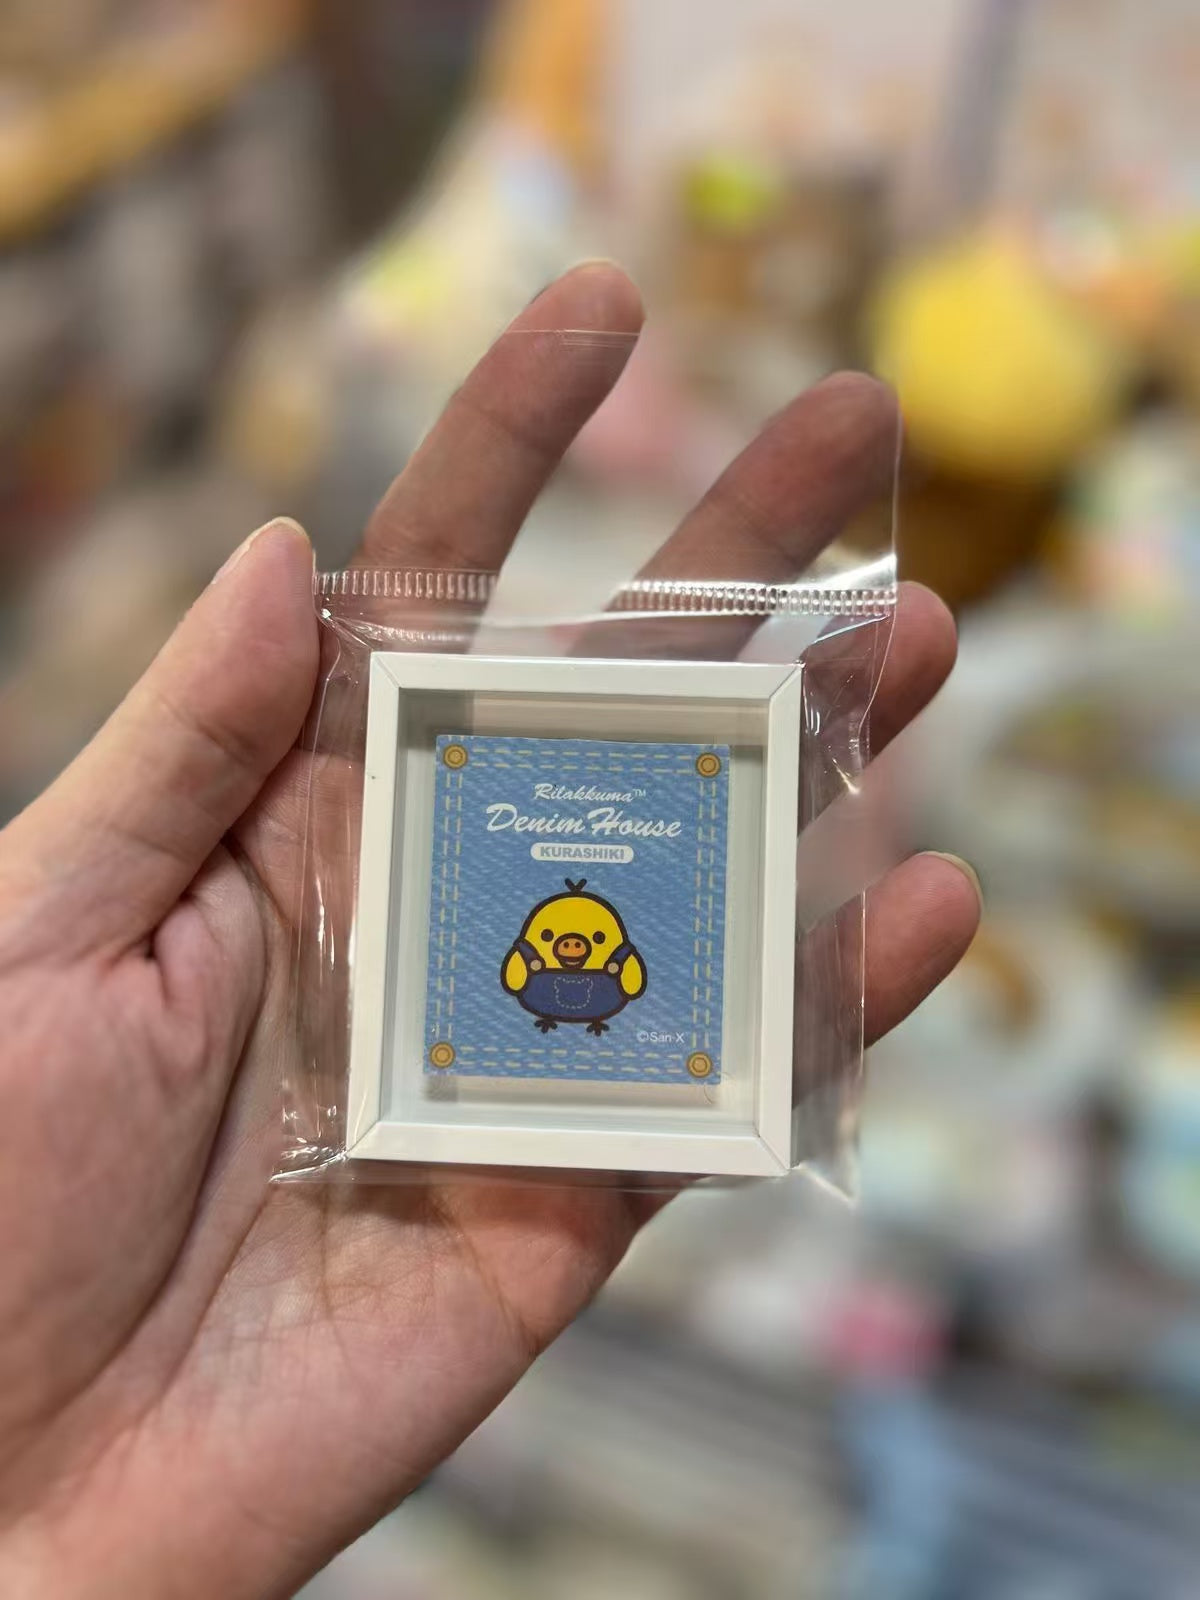 Rilakkuma™
Denim House
KURASHIKI
©San-X